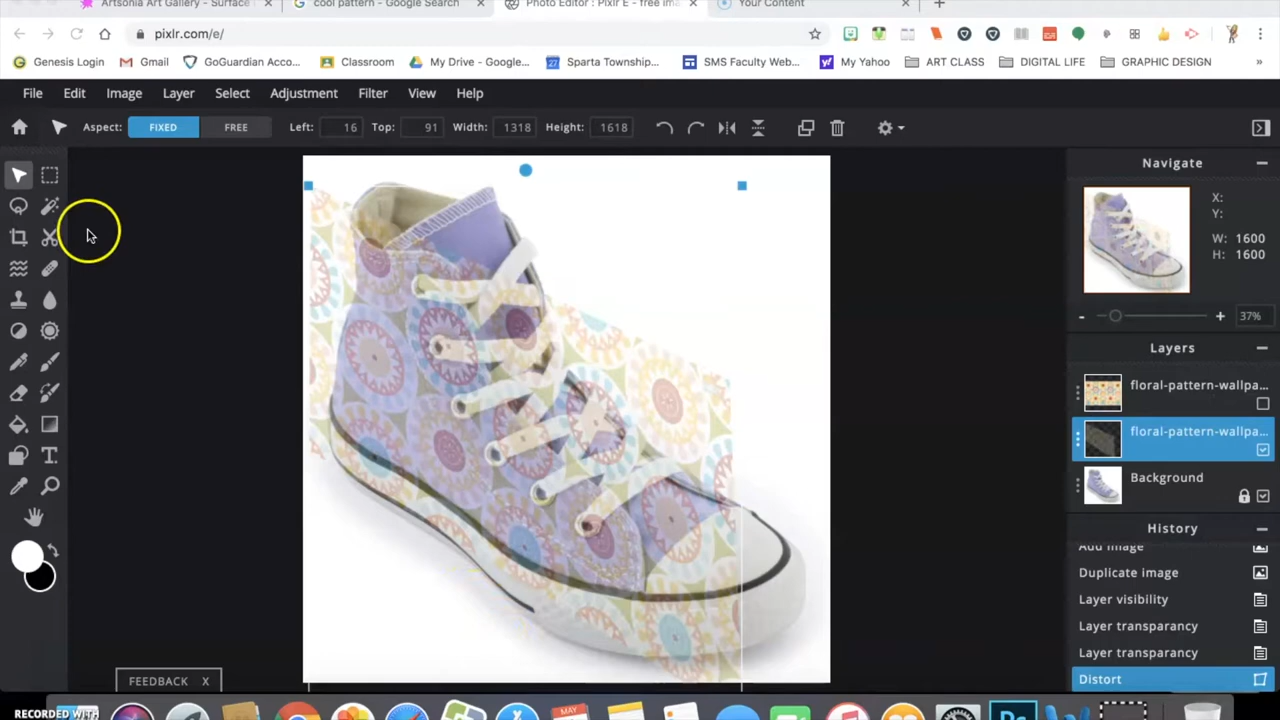 Artsonia Art Gallery - Surface X
cool pattern - Google Search X
Photo Editor : Pixlr E - free ima X
Your Content X
pixlr.com/e/
Genesis Login Gmail GoGuardian Acco... Classroom My Drive - Google... 27 Sparta Township... SMS Faculty Web... My Yahoo ART CLASS DIGITAL LIFE GRAPHIC DESIGN »
File Edit Image Layer Select Adjustment Filter View Help
Aspect: FIXED FREE Left: 16 Top: 91 Width: 1318 Height: 1618
Navigate
X:
Y:
W: 1600
H: 1600
- + 37%
Layers
floral-pattern-wallpa...
floral-pattern-wallpa...
Background
History
Add image
Duplicate image
Layer visibility
Layer transparency
Layer transparency
Distort
FEEDBACK X
RECORDED WITH
MAY
Ps